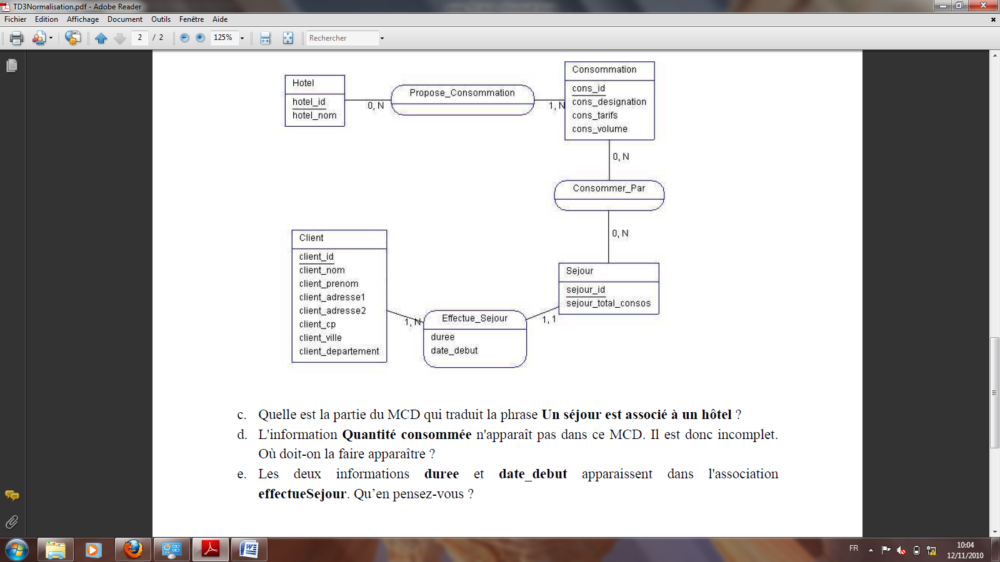 TD3Normalisation.pdf - Adobe Reader
Fichier Edition Affichage Document Outils Fenêtre Aide
2 / 2 125% Rechercher
Hotel
hotel_id
hotel_nom
0, N
Propose_Consommation
1, N
Consommation
cons_id
cons_designation
cons_tarifs
cons_volume
0, N
Consommer_Par
0, N
Client
client_id
client_nom
client_prenom
client_adresse1
client_adresse2
client_cp
client_ville
client_departement
1, N
Effectue_Sejour
duree
date_debut
1, 1
Sejour
sejour_id
sejour_total_consos
c. Quelle est la partie du MCD qui traduit la phrase Un séjour est associé à un hôtel ?
d. L'information Quantité consommée n'apparaît pas dans ce MCD. Il est donc incomplet.
Où doit-on la faire apparaître ?
e. Les deux informations duree et date_debut apparaissent dans l'association
effectueSejour. Qu’en pensez-vous ?
FR
10:04
12/11/2010